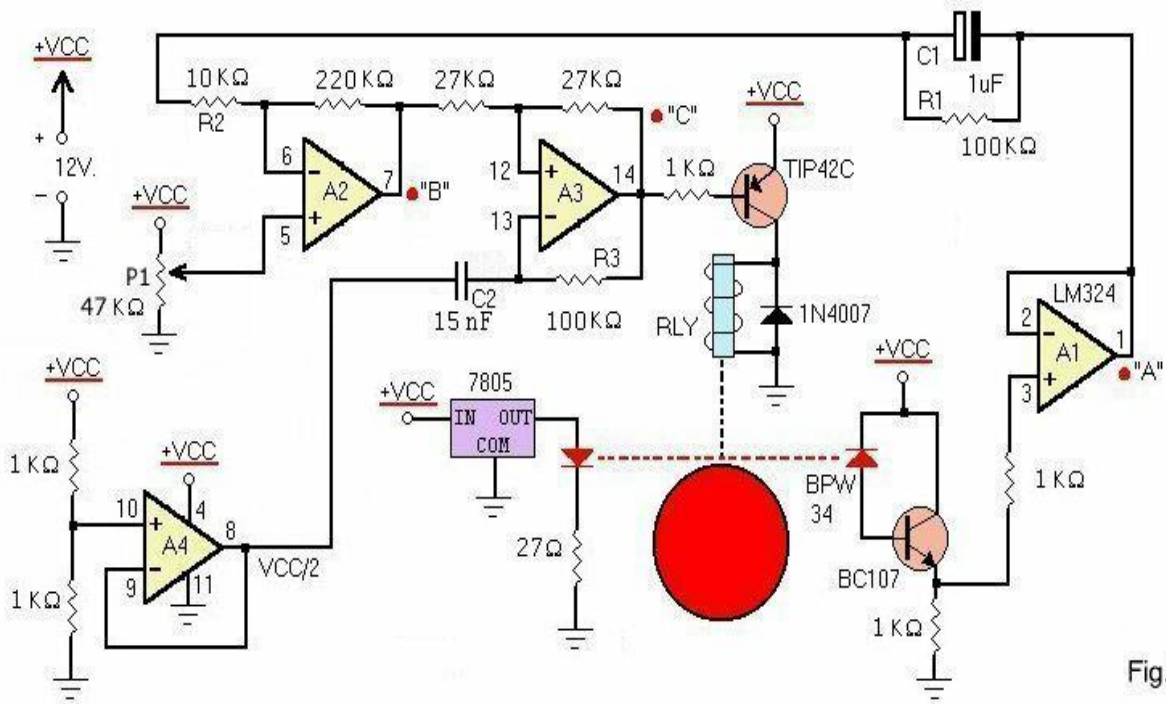 +VCC
+
12V.
−
10KΩ
R2
220KΩ
27KΩ
27KΩ
"C"
C1
1uF
R1
100KΩ
+VCC
TIP42C
1KΩ
6
−
A2
7
"B"
+
5
12
+
A3
14
13
−
+VCC
P1
47KΩ
R3
C2
15nF
100KΩ
RLY
1N4007
LM324
2
−
A1
1
"A"
+
3
+VCC
+VCC
7805
IN OUT
COM
+VCC
1KΩ
+VCC
10
+
4
A4
8
VCC/2
9
−
11
1KΩ
27Ω
BPW
34
BC107
1KΩ
1KΩ
Fig.